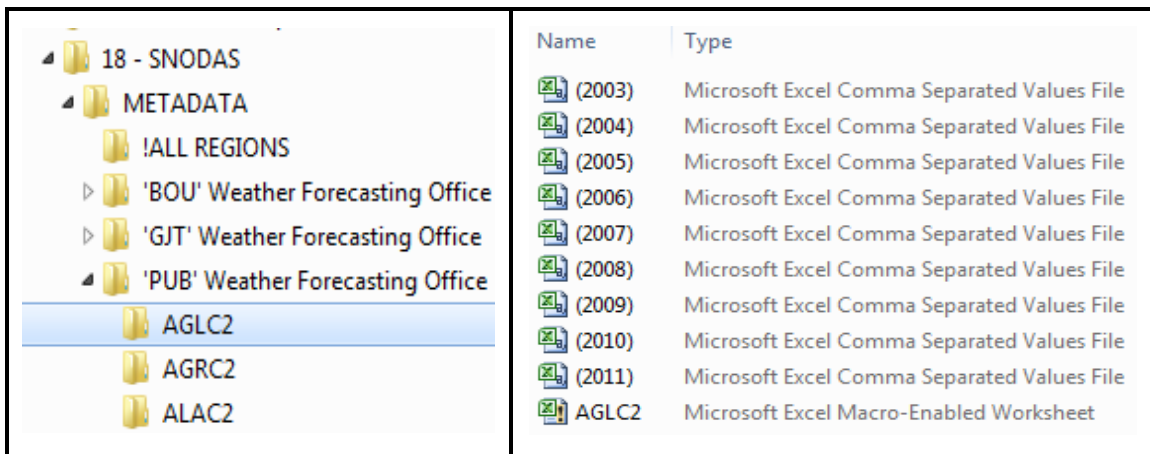 18 - SNODAS
METADATA
!ALL REGIONS
'BOU' Weather Forecasting Office
'GJT' Weather Forecasting Office
'PUB' Weather Forecasting Office
AGLC2
AGRC2
ALAC2
Name Type
(2003) Microsoft Excel Comma Separated Values File
(2004) Microsoft Excel Comma Separated Values File
(2005) Microsoft Excel Comma Separated Values File
(2006) Microsoft Excel Comma Separated Values File
(2007) Microsoft Excel Comma Separated Values File
(2008) Microsoft Excel Comma Separated Values File
(2009) Microsoft Excel Comma Separated Values File
(2010) Microsoft Excel Comma Separated Values File
(2011) Microsoft Excel Comma Separated Values File
AGLC2 Microsoft Excel Macro-Enabled Worksheet